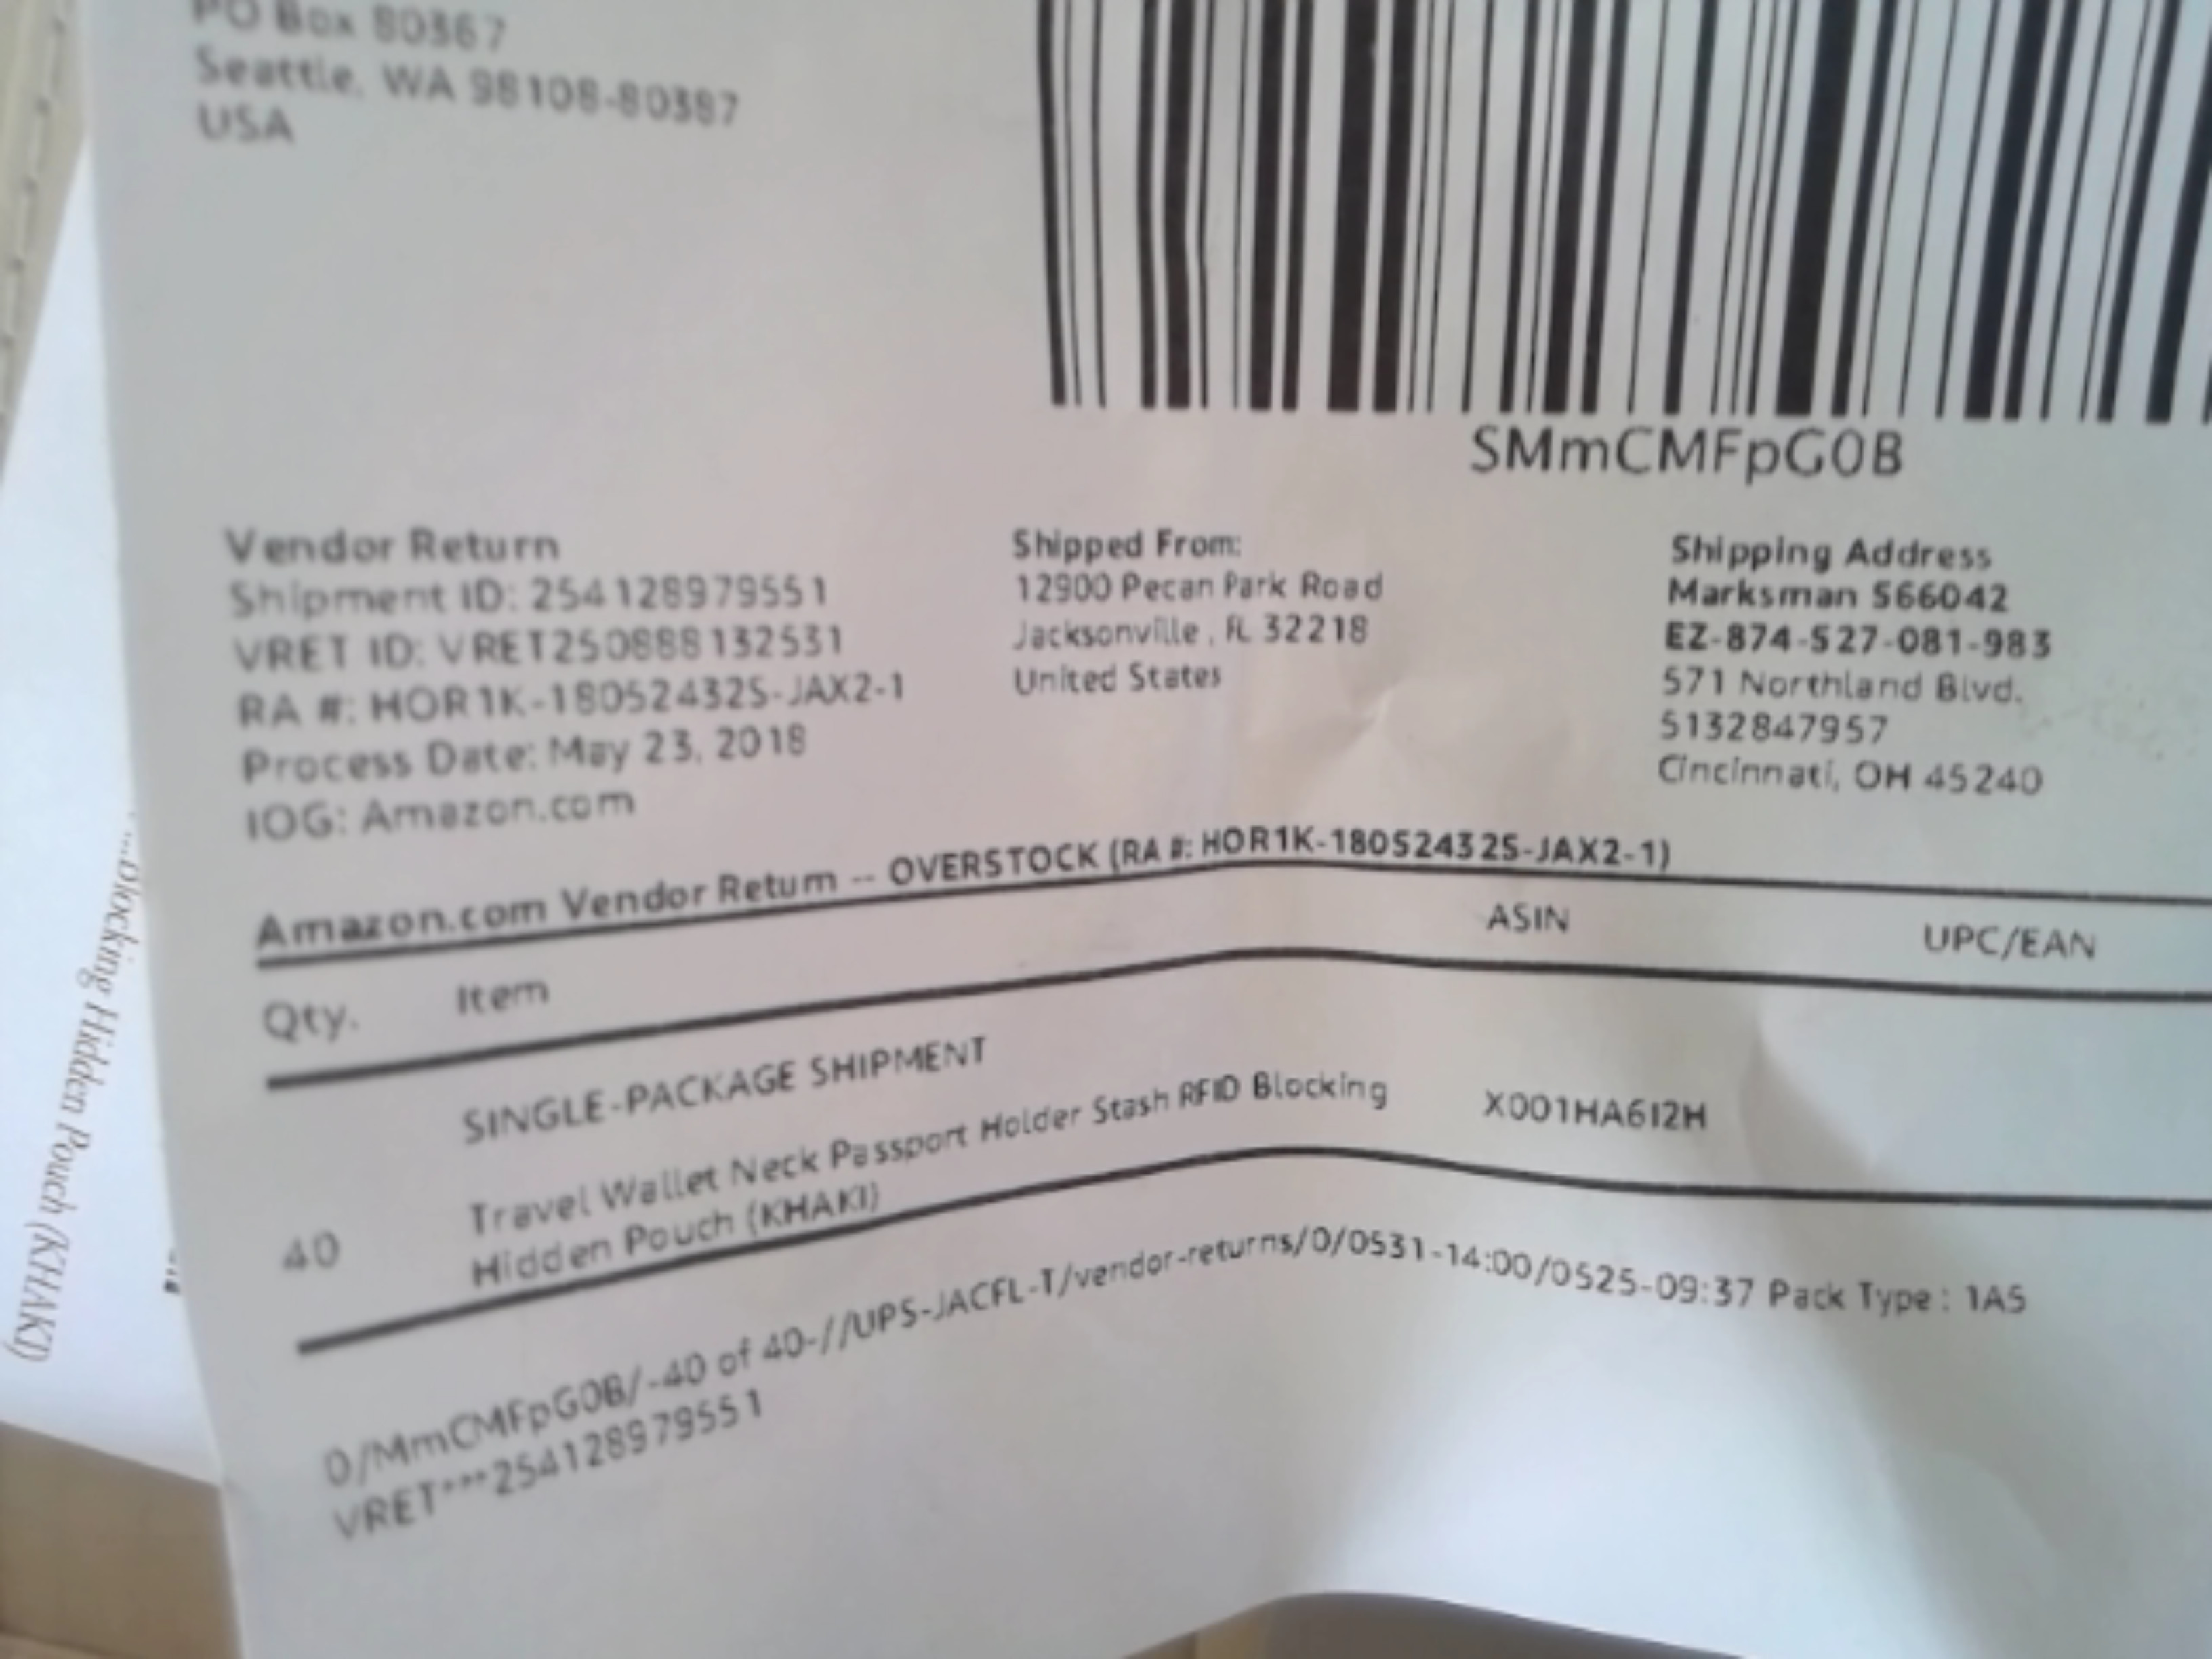 PO Box 80367
Seattle, WA 98108-80387
USA
SMmCMFpG0B
Vendor Return
Shipment ID: 254128979551
VRET ID: VRET250888132531
RA #: HOR1K-180524325-JAX2-1
Process Date: May 23, 2018
IOG: Amazon.com
Shipped From:
12900 Pecan Park Road
Jacksonville , FL 32218
United States
Shipping Address
Marksman 566042
EZ-874-527-081-983
571 Northland Blvd.
5132847957
Cincinnati, OH 45240
Amazon.com Vendor Return -- OVERSTOCK (RA #: HOR1K-180524325-JAX2-1)
Qty. Item ASIN UPC/EAN
SINGLE-PACKAGE SHIPMENT
40 Travel Wallet Neck Passport Holder Stash RFID Blocking X001HA6I2H
Hidden Pouch (KHAKI)
0/MmCMFpG0B/-40 of 40-//UPS-JACFL-T/vendor-returns/0/0531-14:00/0525-09:37 Pack Type : 1A5
VRET***254128979551
Blocking Hidden Pouch (KHAKI)